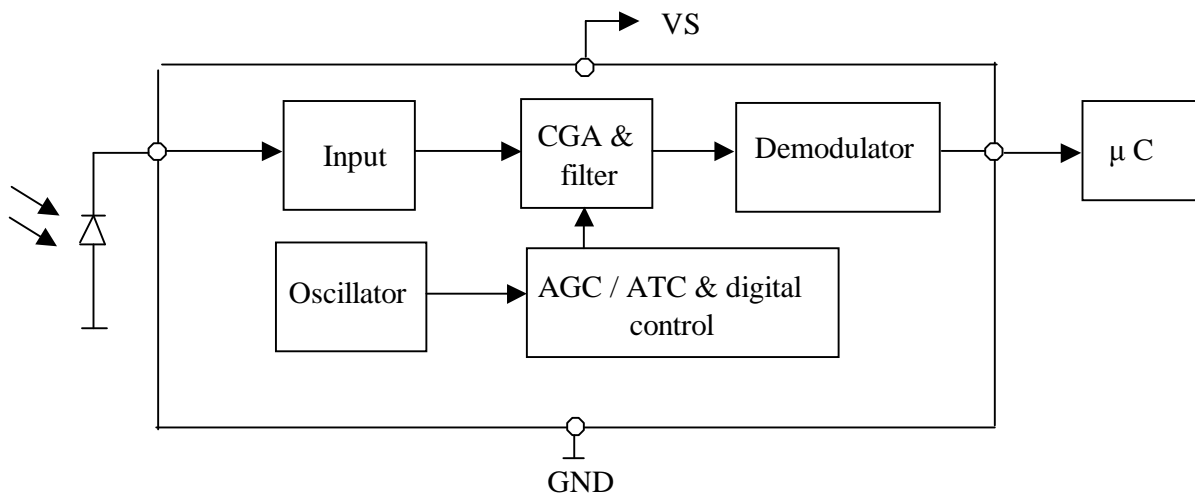 VS
Input
CGA &
filter
Demodulator
μ C
Oscillator
AGC / ATC & digital
control
GND